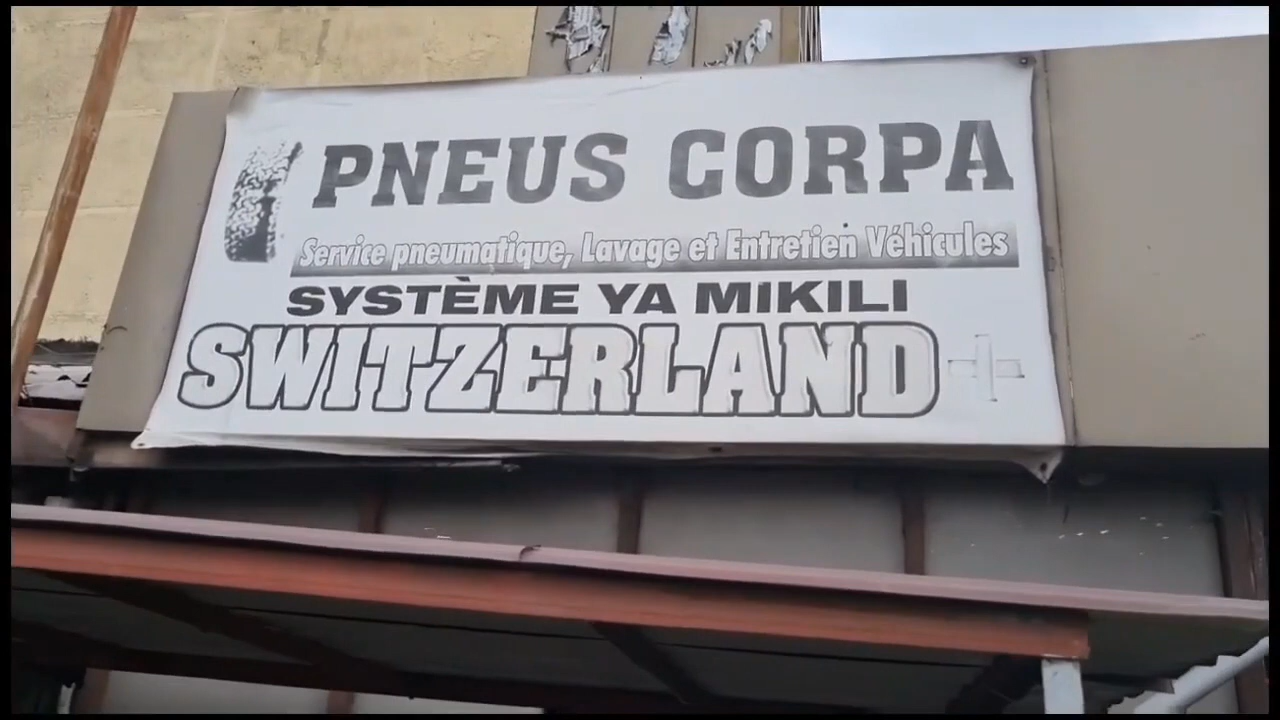 PNEUS CORPA
Service pneumatique, Lavage et Entretien Véhicules
SYSTÈME YA MIKILI
SWITZERLAND